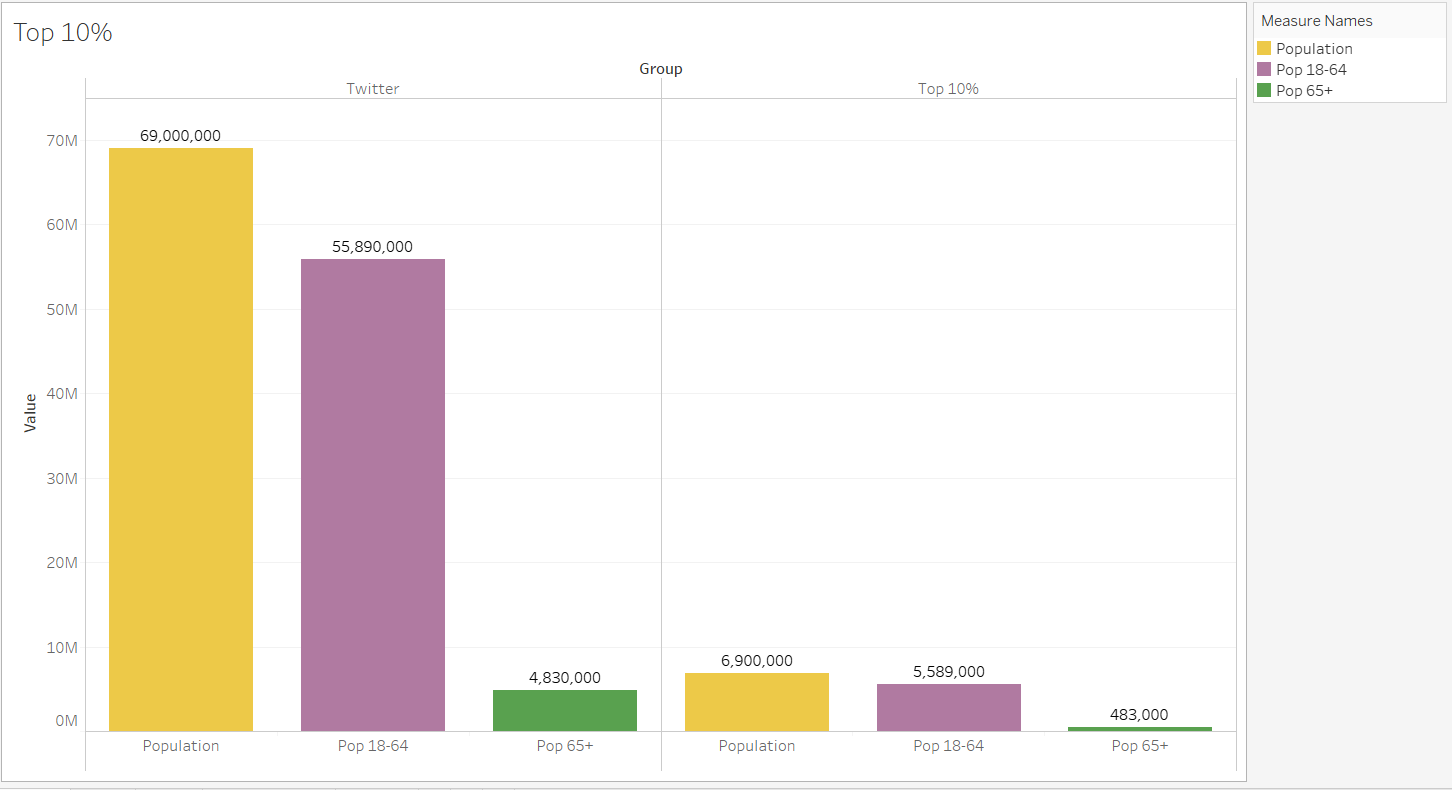 Top 10%
Group
Twitter Top 10%
70M
60M
50M
40M
30M
20M
10M
0M
Value
69,000,000
55,890,000
4,830,000
6,900,000
5,589,000
483,000
Population Pop 18-64 Pop 65+ Population Pop 18-64 Pop 65+
Measure Names
Population
Pop 18-64
Pop 65+